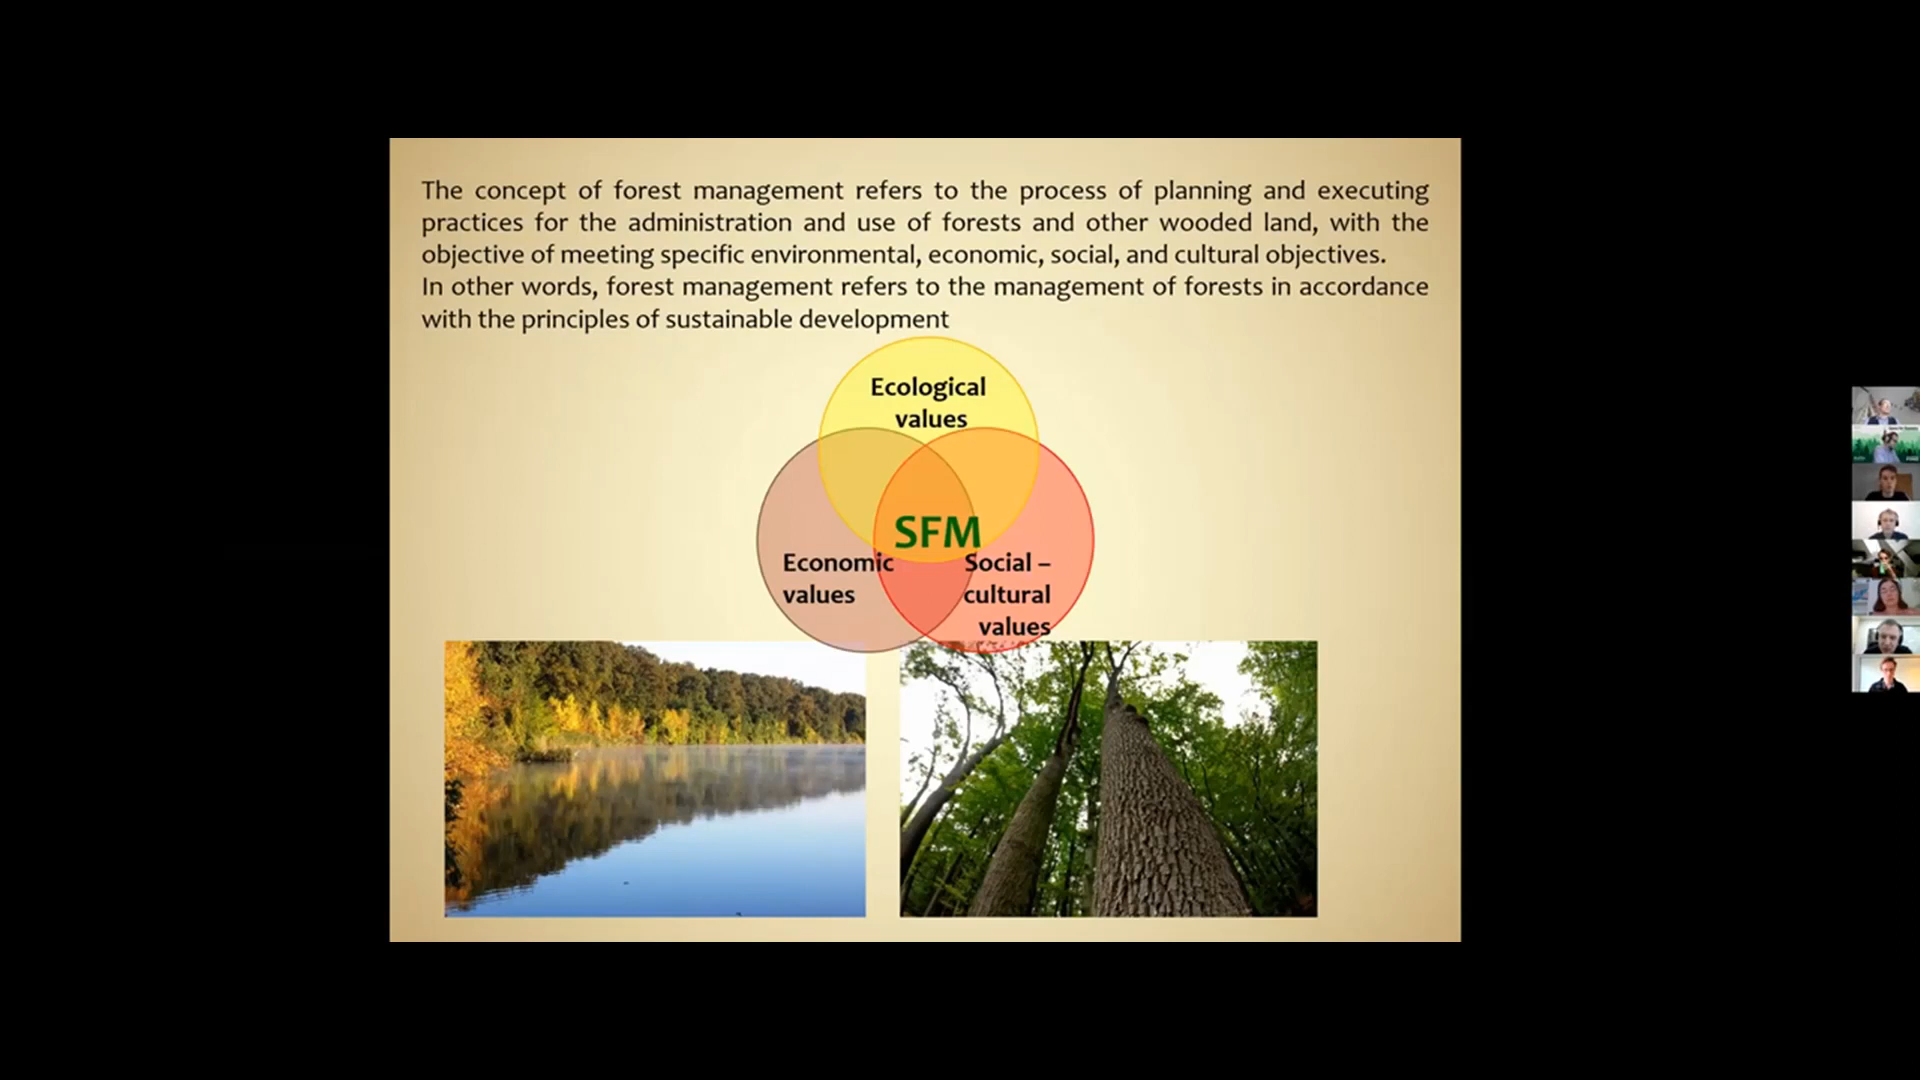 The concept of forest management refers to the process of planning and executing
practices for the administration and use of forests and other wooded land, with the
objective of meeting specific environmental, economic, social, and cultural objectives.
In other words, forest management refers to the management of forests in accordance
with the principles of sustainable development
Ecological
values
SFM
Economic
values
Social –
cultural
values